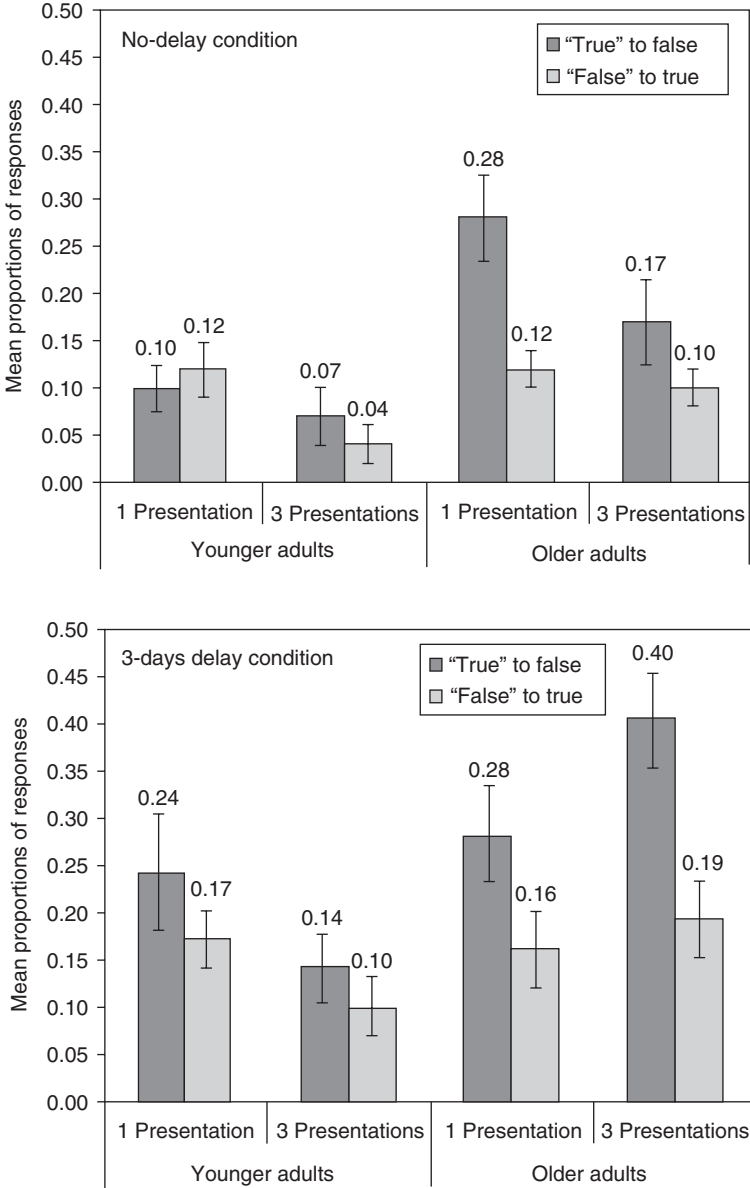 0.50
0.45
0.40
0.35
0.30
0.25
0.20
0.15
0.10
0.05
0.00
Mean proportions of responses
No-delay condition
“True” to false
“False” to true
0.10
0.12
0.07
0.04
0.28
0.12
0.17
0.10
1 Presentation
3 Presentations
1 Presentation
3 Presentations
Younger adults
Older adults
0.50
0.45
0.40
0.35
0.30
0.25
0.20
0.15
0.10
0.05
0.00
Mean proportions of responses
3-days delay condition
“True” to false
“False” to true
0.24
0.17
0.14
0.10
0.28
0.16
0.40
0.19
1 Presentation
3 Presentations
1 Presentation
3 Presentations
Younger adults
Older adults